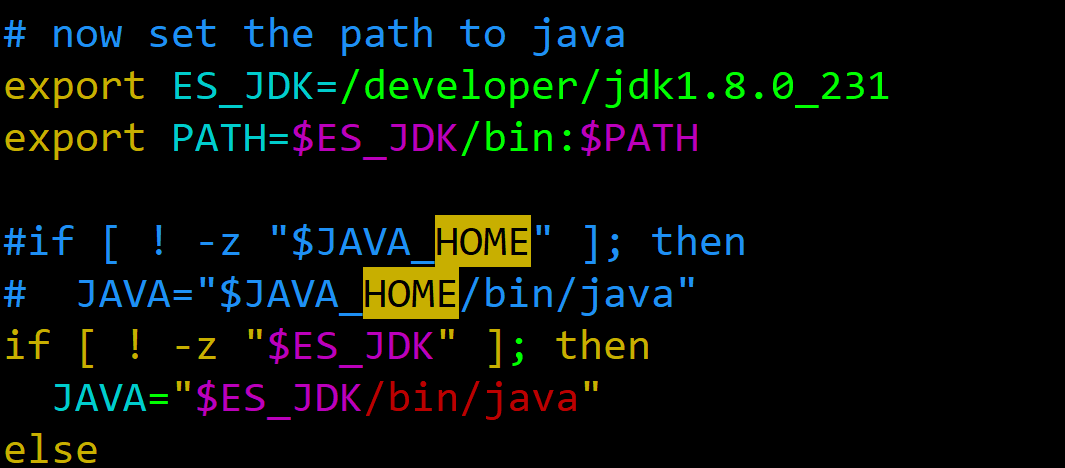 # now set the path to java
export ES_JDK=/developer/jdk1.8.0_231
export PATH=$ES_JDK/bin:$PATH
#if [ ! -z "$JAVA_HOME" ]; then
#  JAVA="$JAVA_HOME/bin/java"
if [ ! -z "$ES_JDK" ]; then
  JAVA="$ES_JDK/bin/java"
else